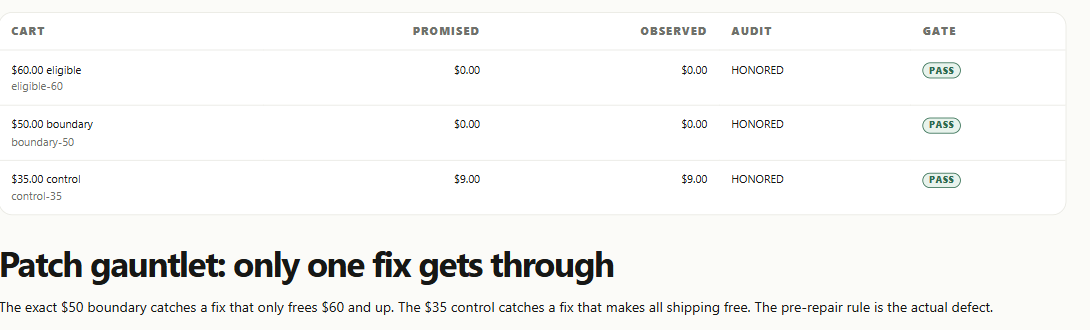 CART PROMISED OBSERVED AUDIT GATE
$60.00 eligible $0.00 $0.00 HONORED PASS
eligible-60
$50.00 boundary $0.00 $0.00 HONORED PASS
boundary-50
$35.00 control $9.00 $9.00 HONORED PASS
control-35
Patch gauntlet: only one fix gets through
The exact $50 boundary catches a fix that only frees $60 and up. The $35 control catches a fix that makes all shipping free. The pre-repair rule is the actual defect.